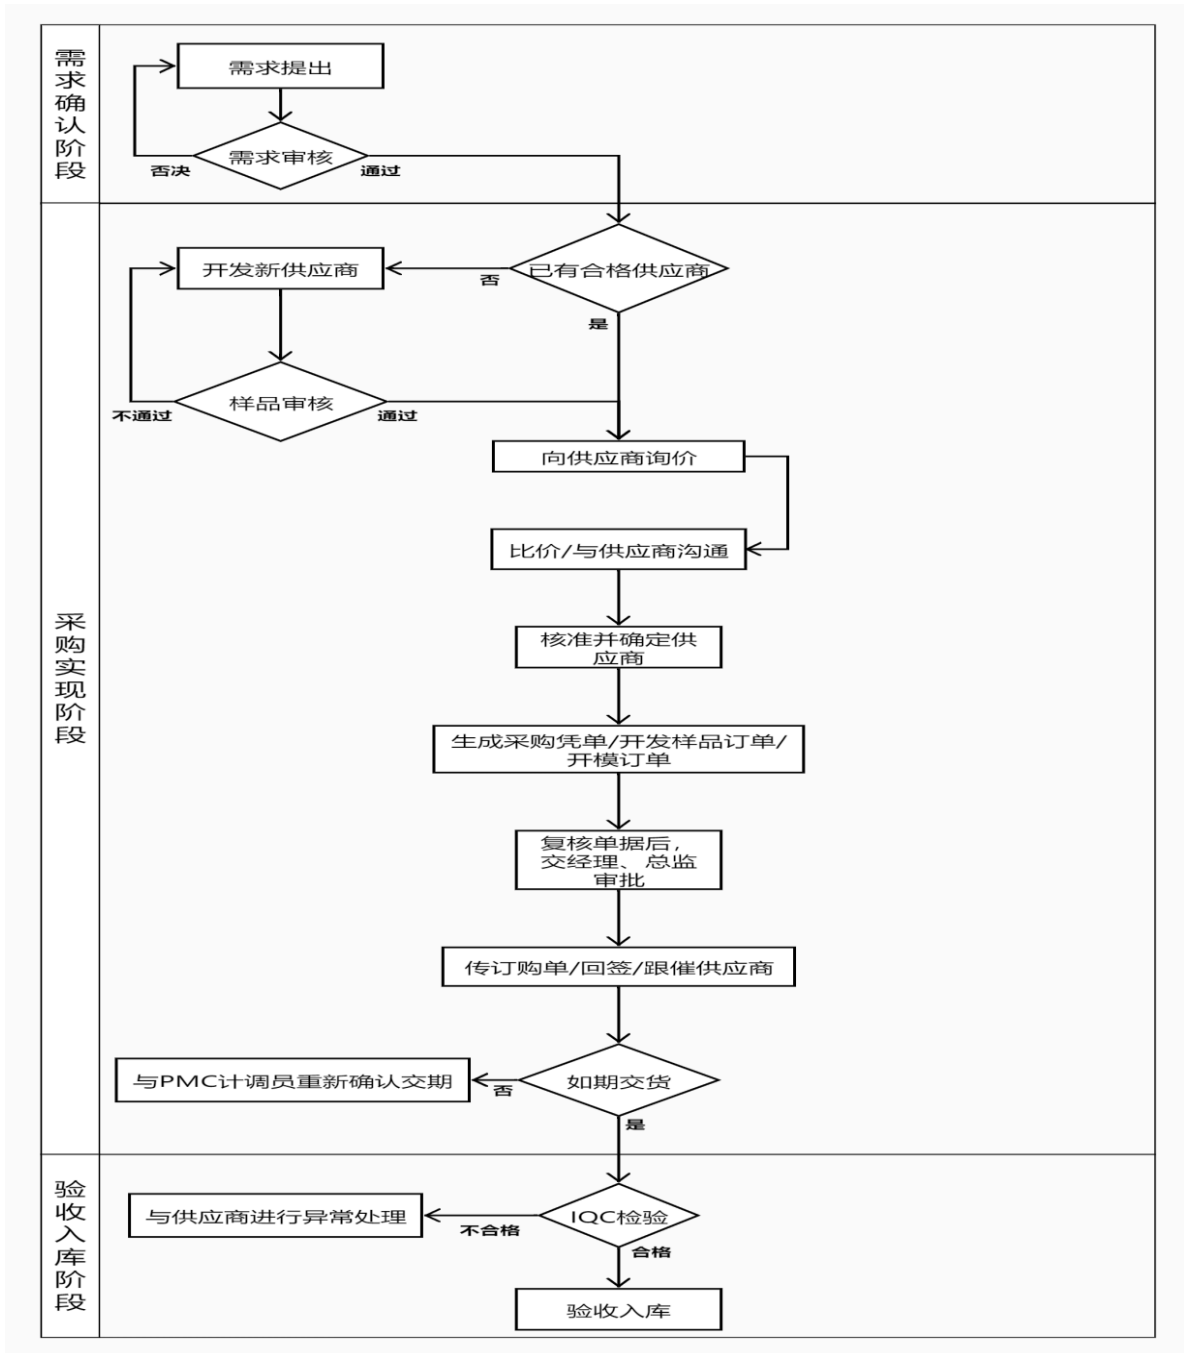 需求确认阶段
需求提出
需求审核
否决
通过
采购实现阶段
开发新供应商
否
已有合格供应商
是
样品审核
不通过
通过
向供应商询价
比价/与供应商沟通
核准并确定供
应商
生成采购凭单/开发样品订单/
开模订单
复核单据后，
交经理、总监
审批
传订购单/回签/跟催供应商
与PMC计调员重新确认交期
否
如期交货
是
验收入库阶段
与供应商进行异常处理
不合格
IQC检验
合格
验收入库